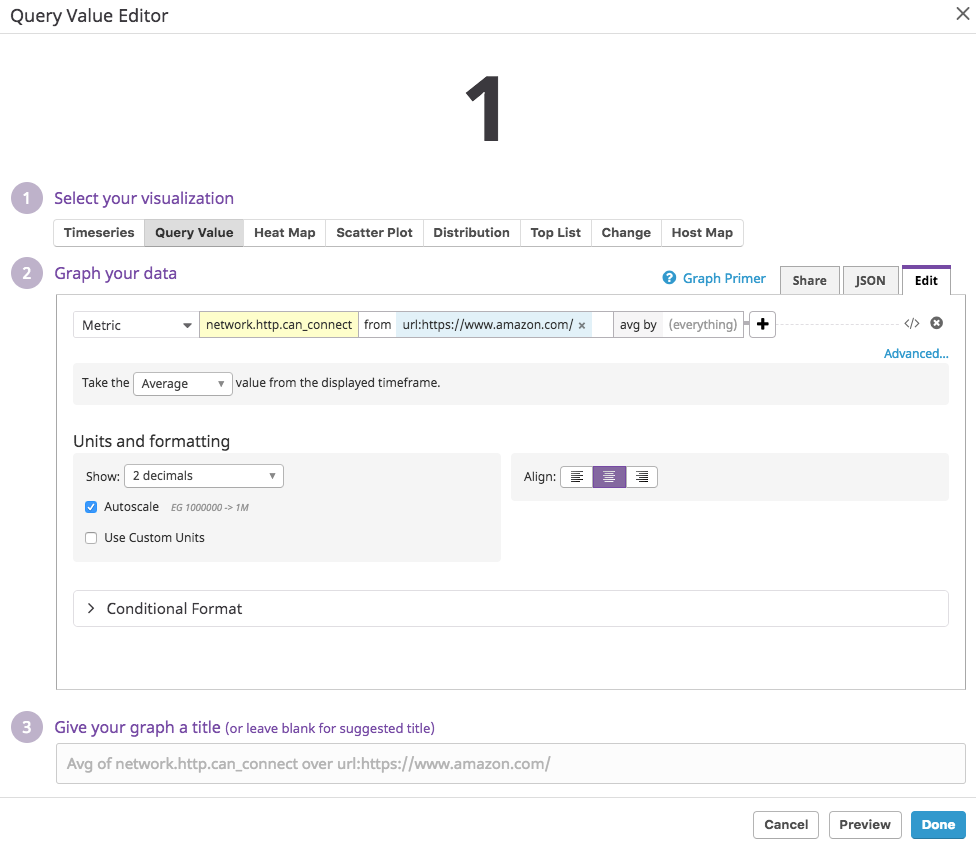 Query Value Editor
1
1 Select your visualization
Timeseries Query Value Heat Map Scatter Plot Distribution Top List Change Host Map
2 Graph your data
? Graph Primer Share JSON Edit
Metric network.http.can_connect from url:https://www.amazon.com/ × avg by (everything) + </>
Advanced...
Take the Average value from the displayed timeframe.
Units and formatting
Show: 2 decimals
Align:
Autoscale EG 1000000 -> 1M
Use Custom Units
Conditional Format
3 Give your graph a title (or leave blank for suggested title)
Avg of network.http.can_connect over url:https://www.amazon.com/
Cancel Preview Done